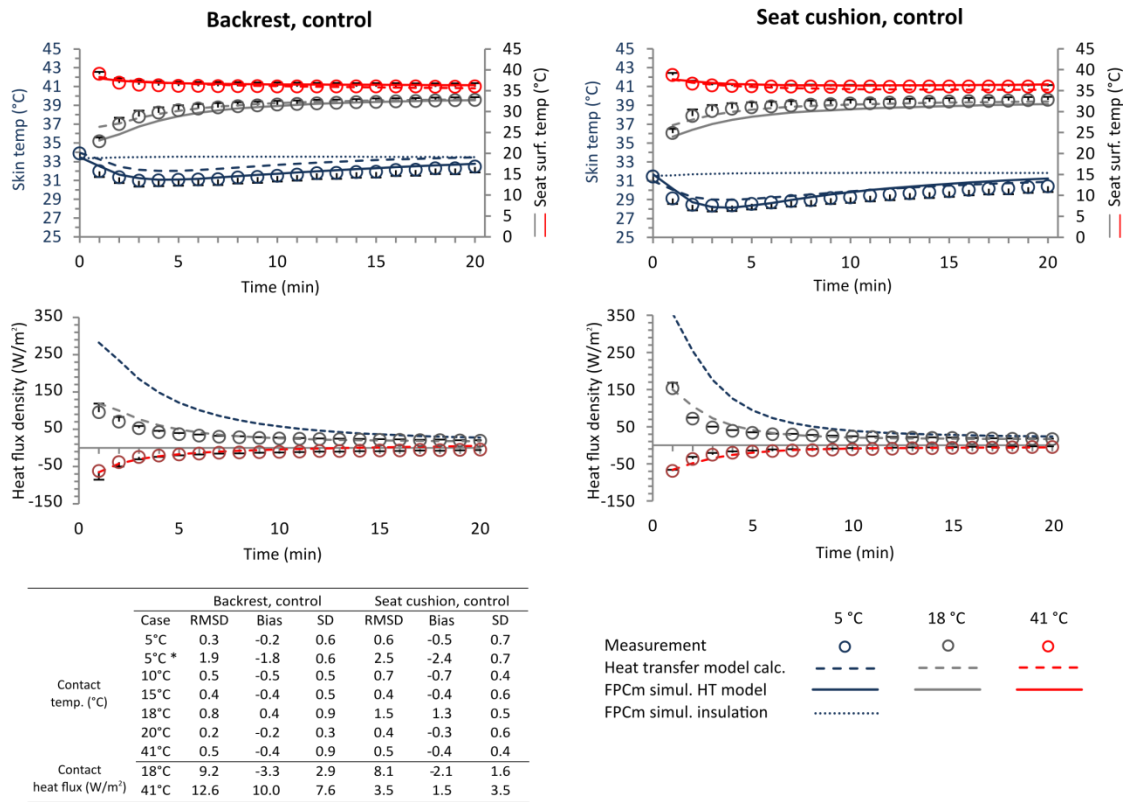 Backrest, control
Seat cushion, control
45
43
41
39
37
35
33
31
29
27
25
Skin temp (°C)
45
40
35
30
25
20
15
10
5
0
Seat surf. temp (°C)
0 5 10 15 20
Time (min)
45
43
41
39
37
35
33
31
29
27
25
Skin temp (°C)
45
40
35
30
25
20
15
10
5
0
Seat surf. temp (°C)
0 5 10 15 20
Time (min)
350
250
150
50
-50
-150
Heat flux density (W/m²)
0 5 10 15 20
Time (min)
350
250
150
50
-50
-150
Heat flux density (W/m²)
0 5 10 15 20
Time (min)
Backrest, control Seat cushion, control
Case RMSD Bias SD RMSD Bias SD
5°C 0.3 -0.2 0.6 0.6 -0.5 0.7
5°C * 1.9 -1.8 0.6 2.5 -2.4 0.7
10°C 0.5 -0.5 0.5 0.7 -0.7 0.4
Contact
temp. (°C)
15°C 0.4 -0.4 0.5 0.4 -0.4 0.6
18°C 0.8 0.4 0.9 1.5 1.3 0.5
20°C 0.2 -0.2 0.3 0.4 -0.3 0.6
41°C 0.5 -0.4 0.9 0.5 -0.4 0.4
Contact
heat flux (W/m²)
18°C 9.2 -3.3 2.9 8.1 -2.1 1.6
41°C 12.6 10.0 7.6 3.5 1.5 3.5
5 °C 18 °C 41 °C
Measurement
Heat transfer model calc.
FPCm simul. HT model
FPCm simul. insulation